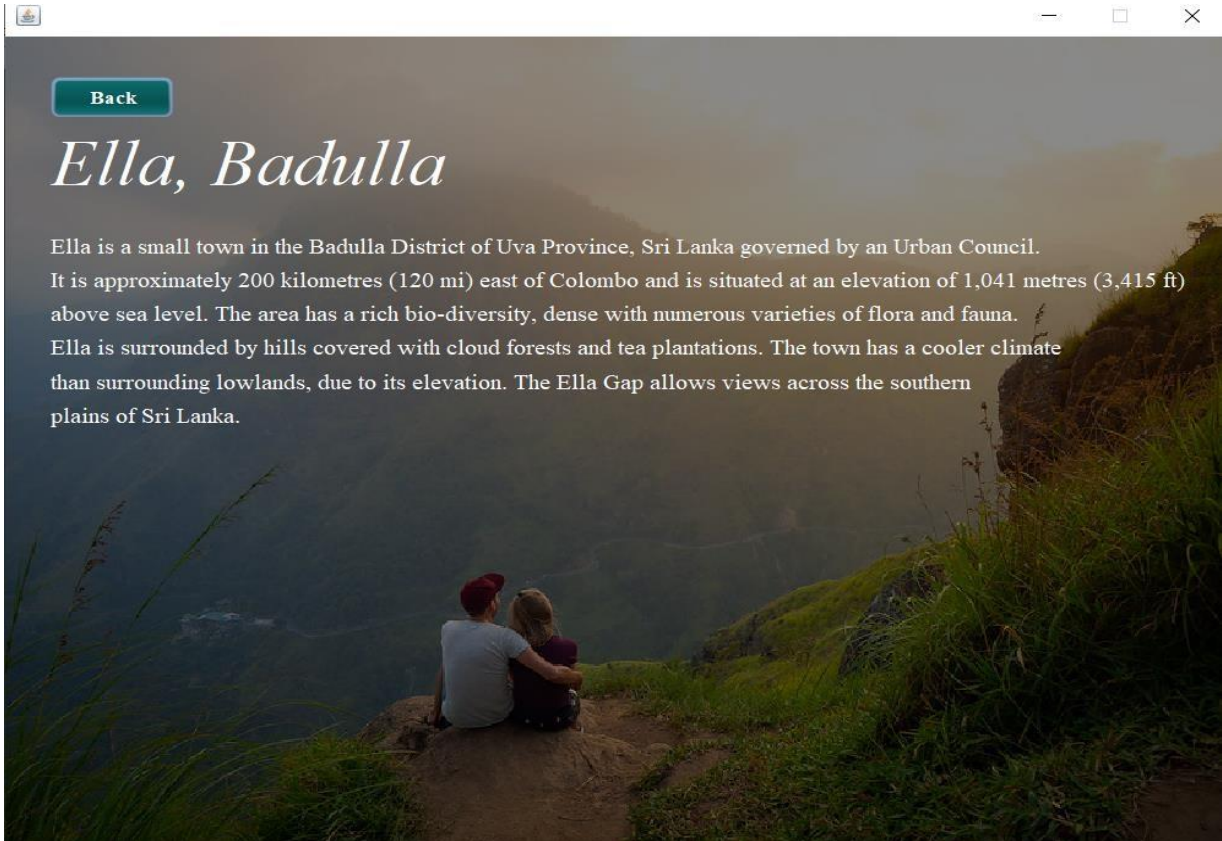 Back
Ella, Badulla
Ella is a small town in the Badulla District of Uva Province, Sri Lanka governed by an Urban Council.
It is approximately 200 kilometres (120 mi) east of Colombo and is situated at an elevation of 1,041 metres (3,415 ft)
above sea level. The area has a rich bio-diversity, dense with numerous varieties of flora and fauna.
Ella is surrounded by hills covered with cloud forests and tea plantations. The town has a cooler climate
than surrounding lowlands, due to its elevation. The Ella Gap allows views across the southern
plains of Sri Lanka.